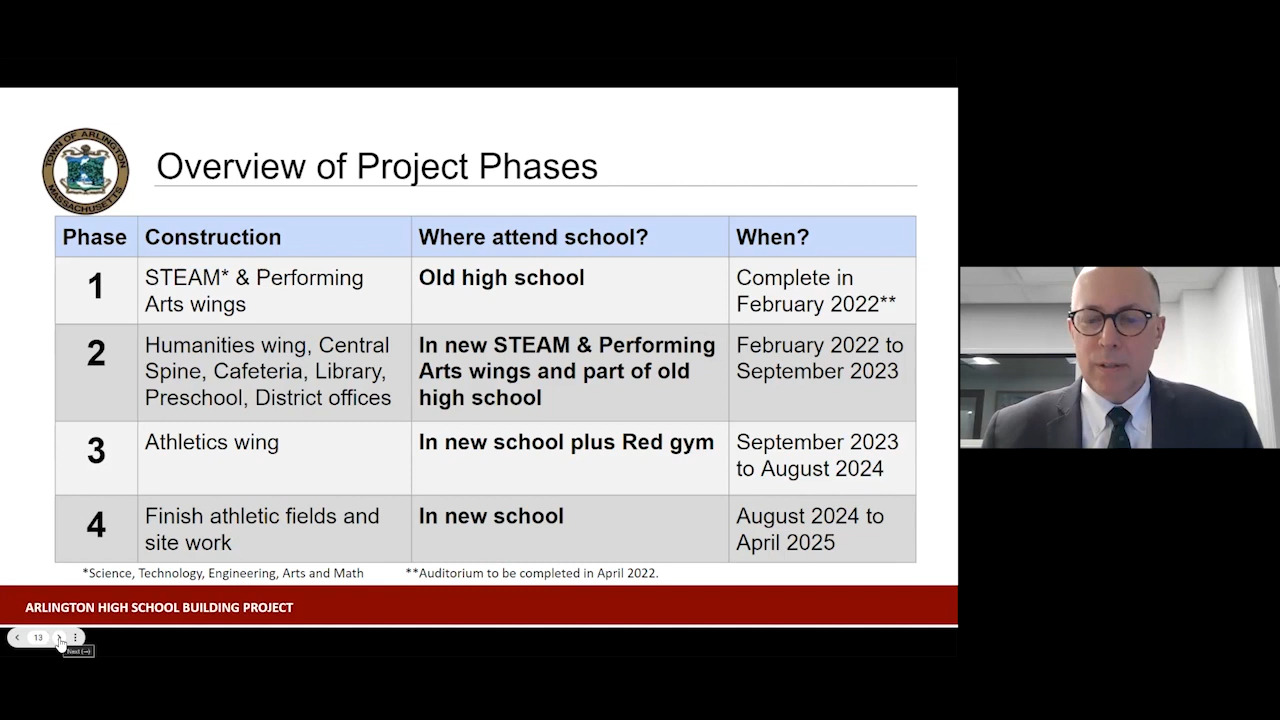 TOWN OF ARLINGTON
MASSACHUSETTS
Overview of Project Phases
Phase Construction Where attend school? When?
1 STEAM* & Performing Old high school Complete in
Arts wings February 2022**
2 Humanities wing, Central In new STEAM & Performing February 2022 to
Spine, Cafeteria, Library, Arts wings and part of old September 2023
Preschool, District offices high school
3 Athletics wing In new school plus Red gym September 2023
to August 2024
4 Finish athletic fields and In new school August 2024 to
site work April 2025
*Science, Technology, Engineering, Arts and Math **Auditorium to be completed in April 2022.
ARLINGTON HIGH SCHOOL BUILDING PROJECT
13
Next (→)